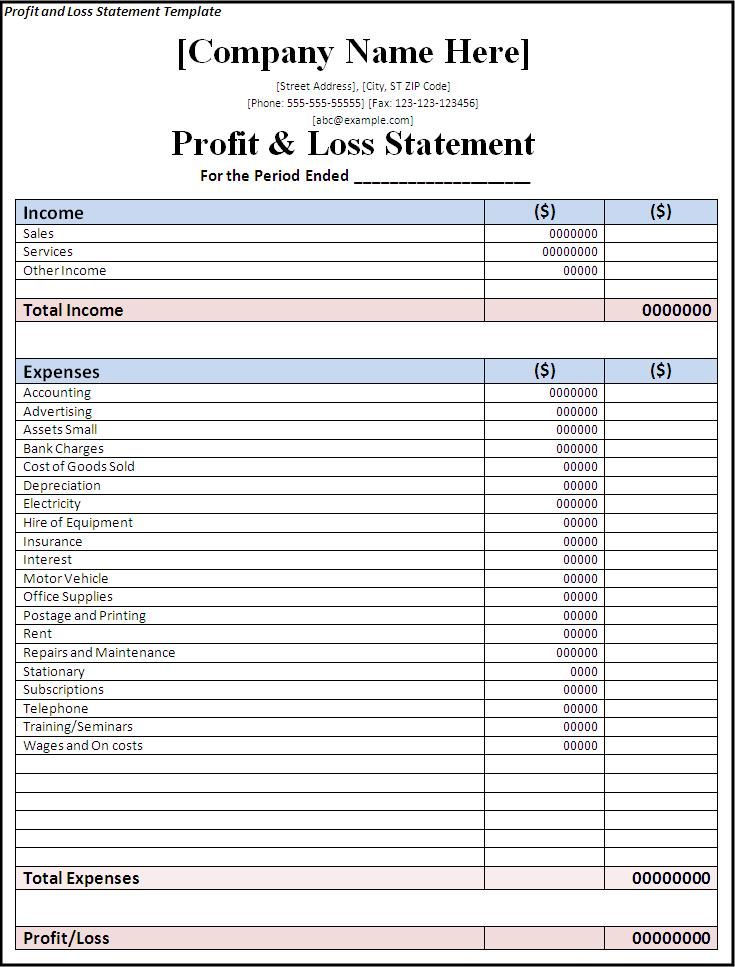 Profit and Loss Statement Template
[Company Name Here]
[Street Address], [City, ST ZIP Code]
[Phone: 555-555-55555] [Fax: 123-123-123456]
[abc@example.com]
Profit & Loss Statement
For the Period Ended ____________________
Income ($) ($)
Sales 0000000
Services 00000000
Other Income 00000
Total Income 0000000
Expenses ($) ($)
Accounting 0000000
Advertising 000000
Assets Small 000000
Bank Charges 000000
Cost of Goods Sold 00000
Depreciation 00000
Electricity 000000
Hire of Equipment 00000
Insurance 00000
Interest 00000
Motor Vehicle 00000
Office Supplies 00000
Postage and Printing 00000
Rent 00000
Repairs and Maintenance 000000
Stationary 0000
Subscriptions 00000
Telephone 00000
Training/Seminars 0000
Wages and On costs 00000
Total Expenses 00000000
Profit/Loss 00000000